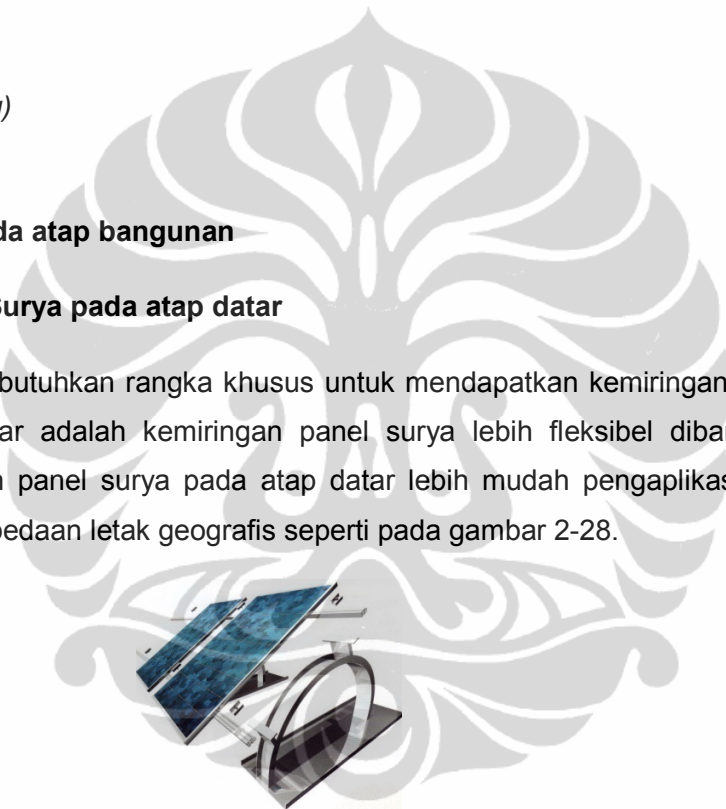 )
da atap bangunan
Surya pada atap datar
butuhkan rangka khusus untuk mendapatkan kemiringan
ar adalah kemiringan panel surya lebih fleksibel diba
panel surya pada atap datar lebih mudah pengaplikas
bedaan letak geografis seperti pada gambar 2-28.